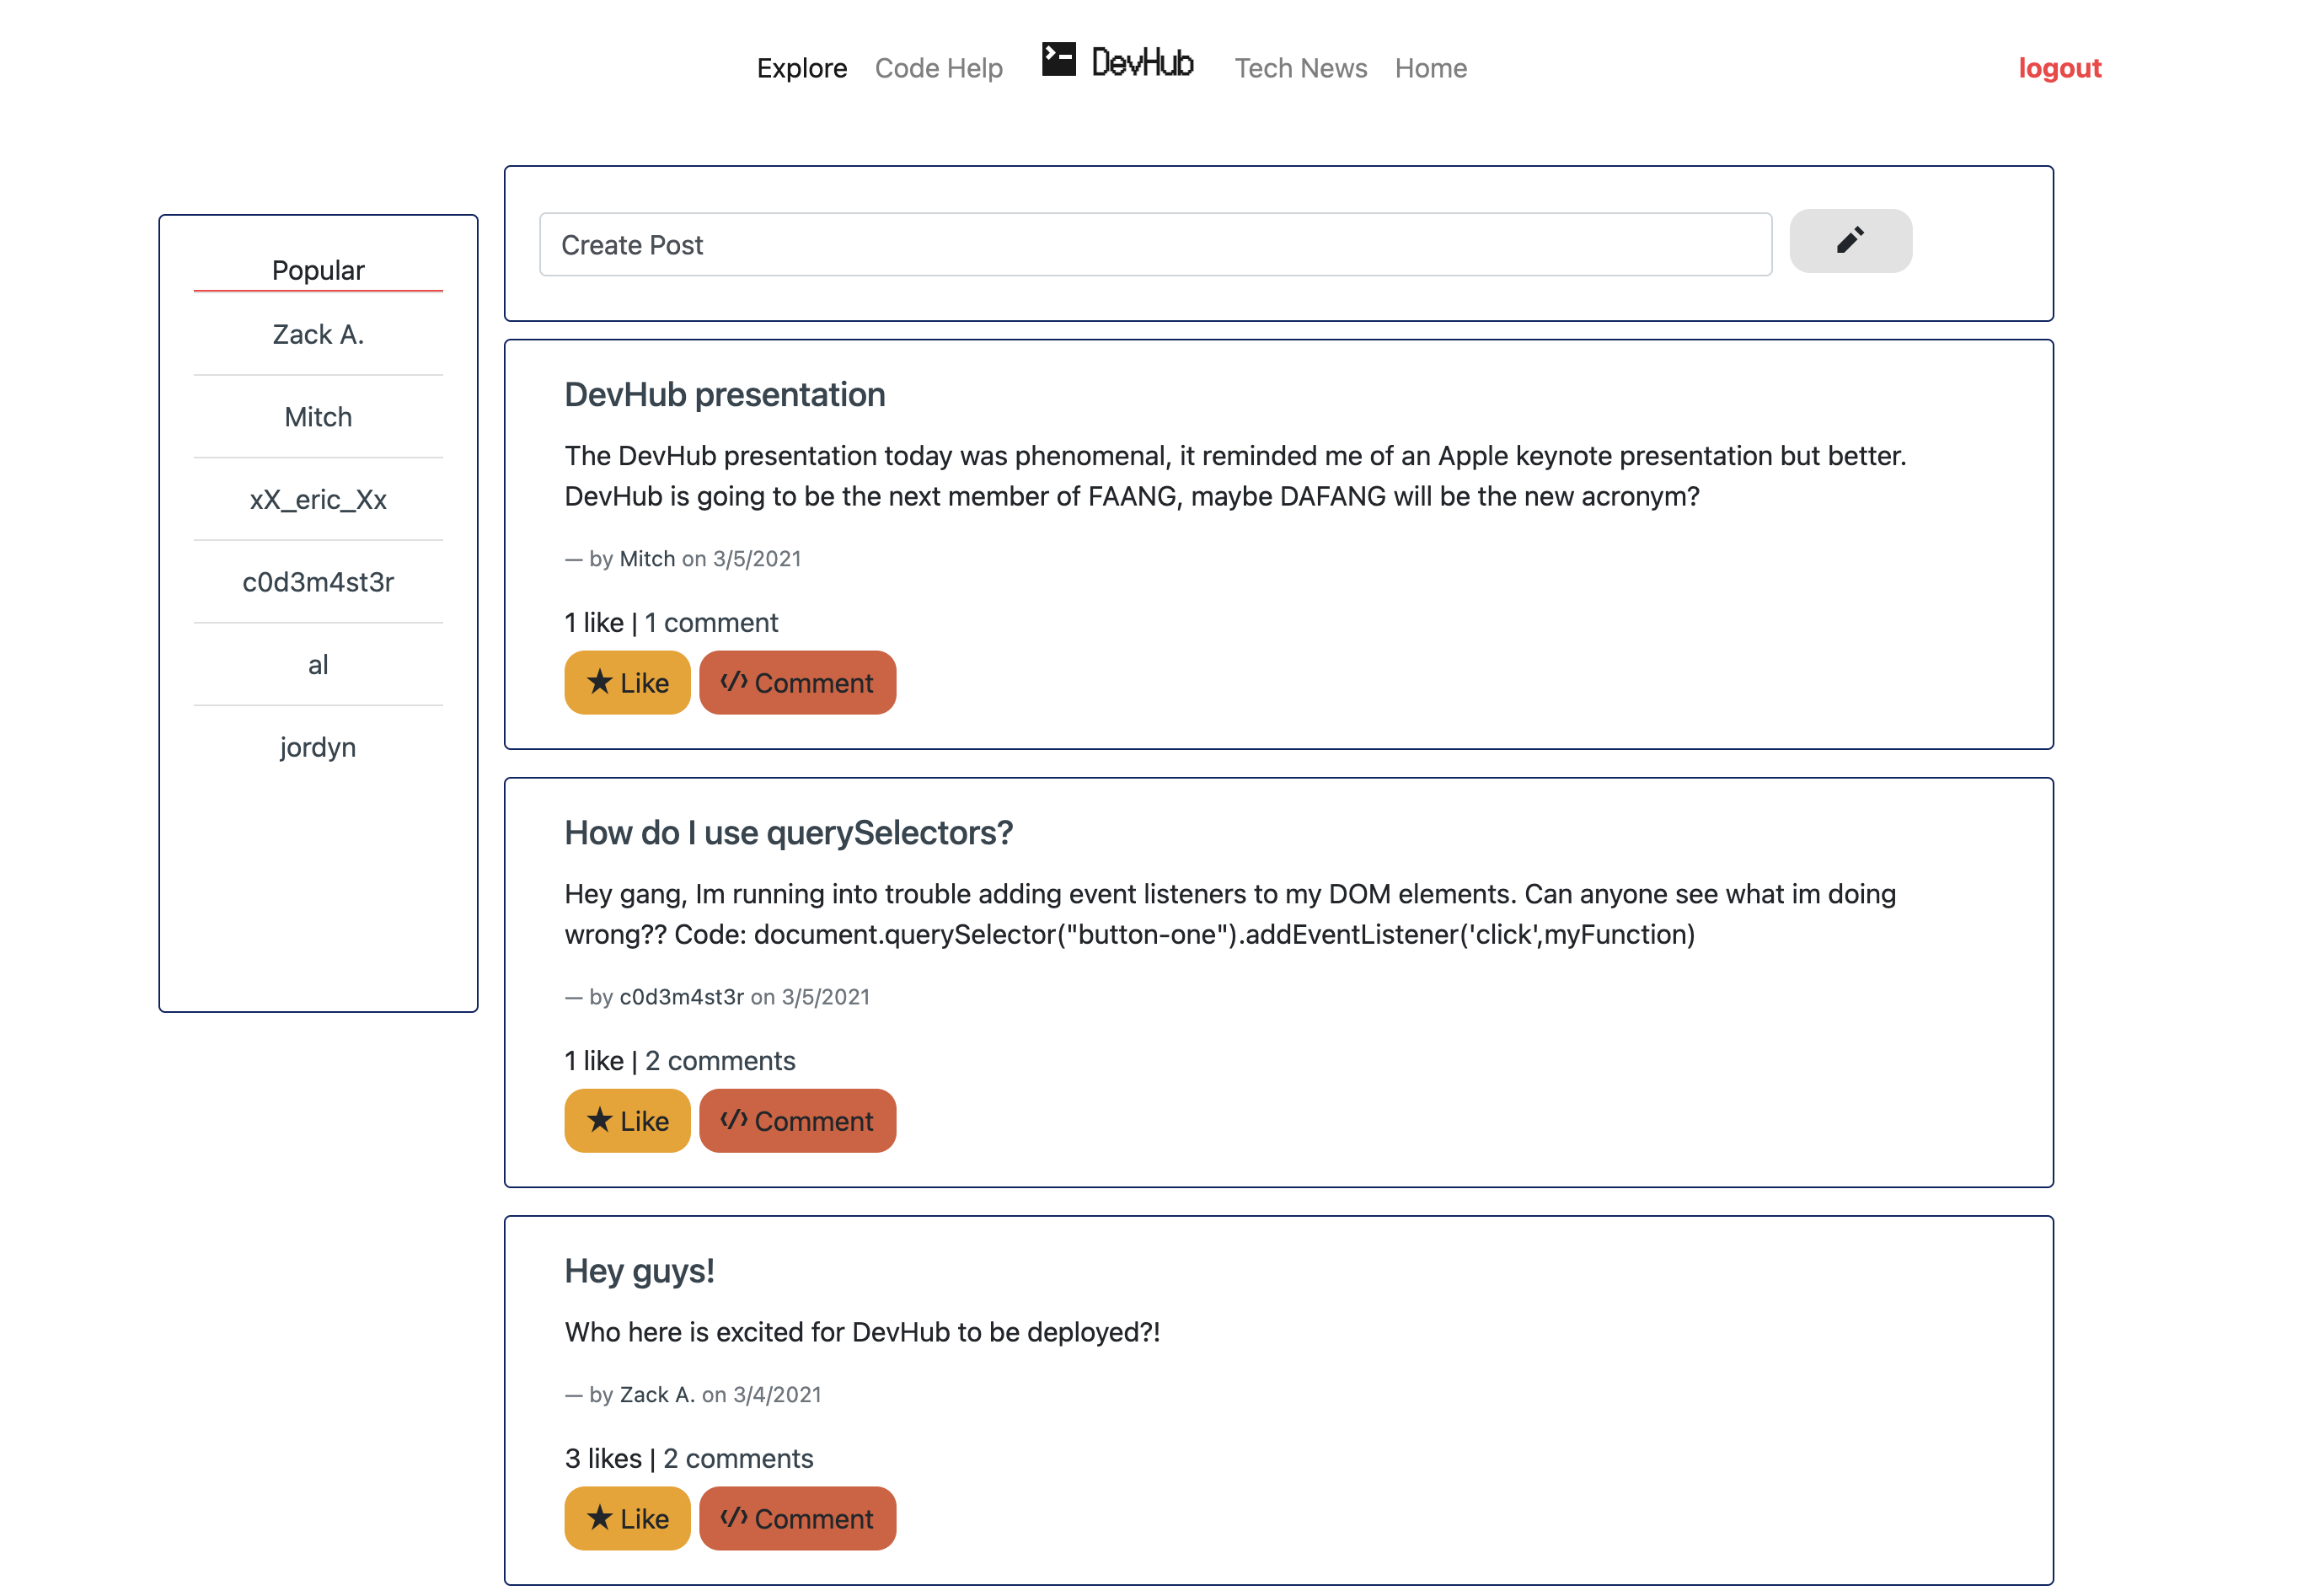 Explore Code Help DevHub Tech News Home logout
Popular
Zack A.
Mitch
xX_eric_Xx
c0d3m4st3r
al
jordyn
Create Post
DevHub presentation
The DevHub presentation today was phenomenal, it reminded me of an Apple keynote presentation but better.
DevHub is going to be the next member of FAANG, maybe DAFANG will be the new acronym?
— by Mitch on 3/5/2021
1 like | 1 comment
Like Comment
How do I use querySelectors?
Hey gang, Im running into trouble adding event listeners to my DOM elements. Can anyone see what im doing
wrong?? Code: document.querySelector("button-one").addEventListener('click',myFunction)
— by c0d3m4st3r on 3/5/2021
1 like | 2 comments
Like Comment
Hey guys!
Who here is excited for DevHub to be deployed?!
— by Zack A. on 3/4/2021
3 likes | 2 comments
Like Comment